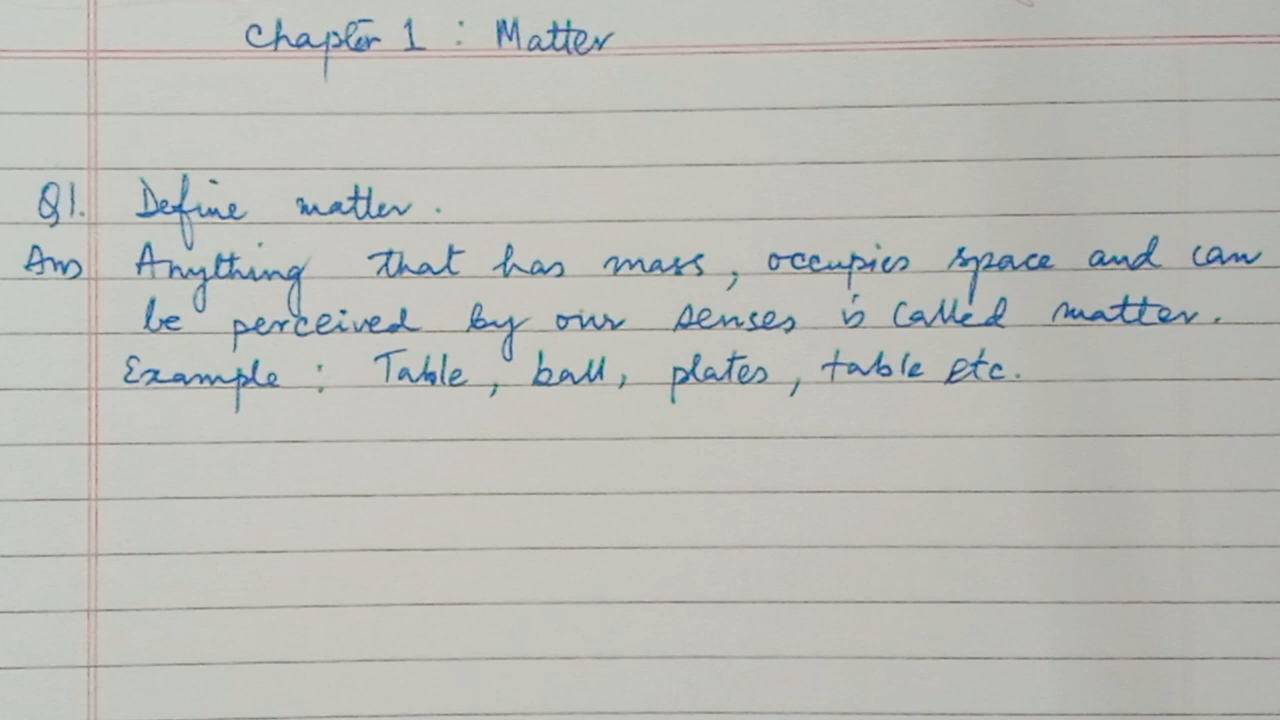 Chapter 1 : Matter
Q1. Define matter.
Ans Anything that has mass, occupies space and can
be perceived by our senses is called matter.
Example : Table, ball, plates, table etc.